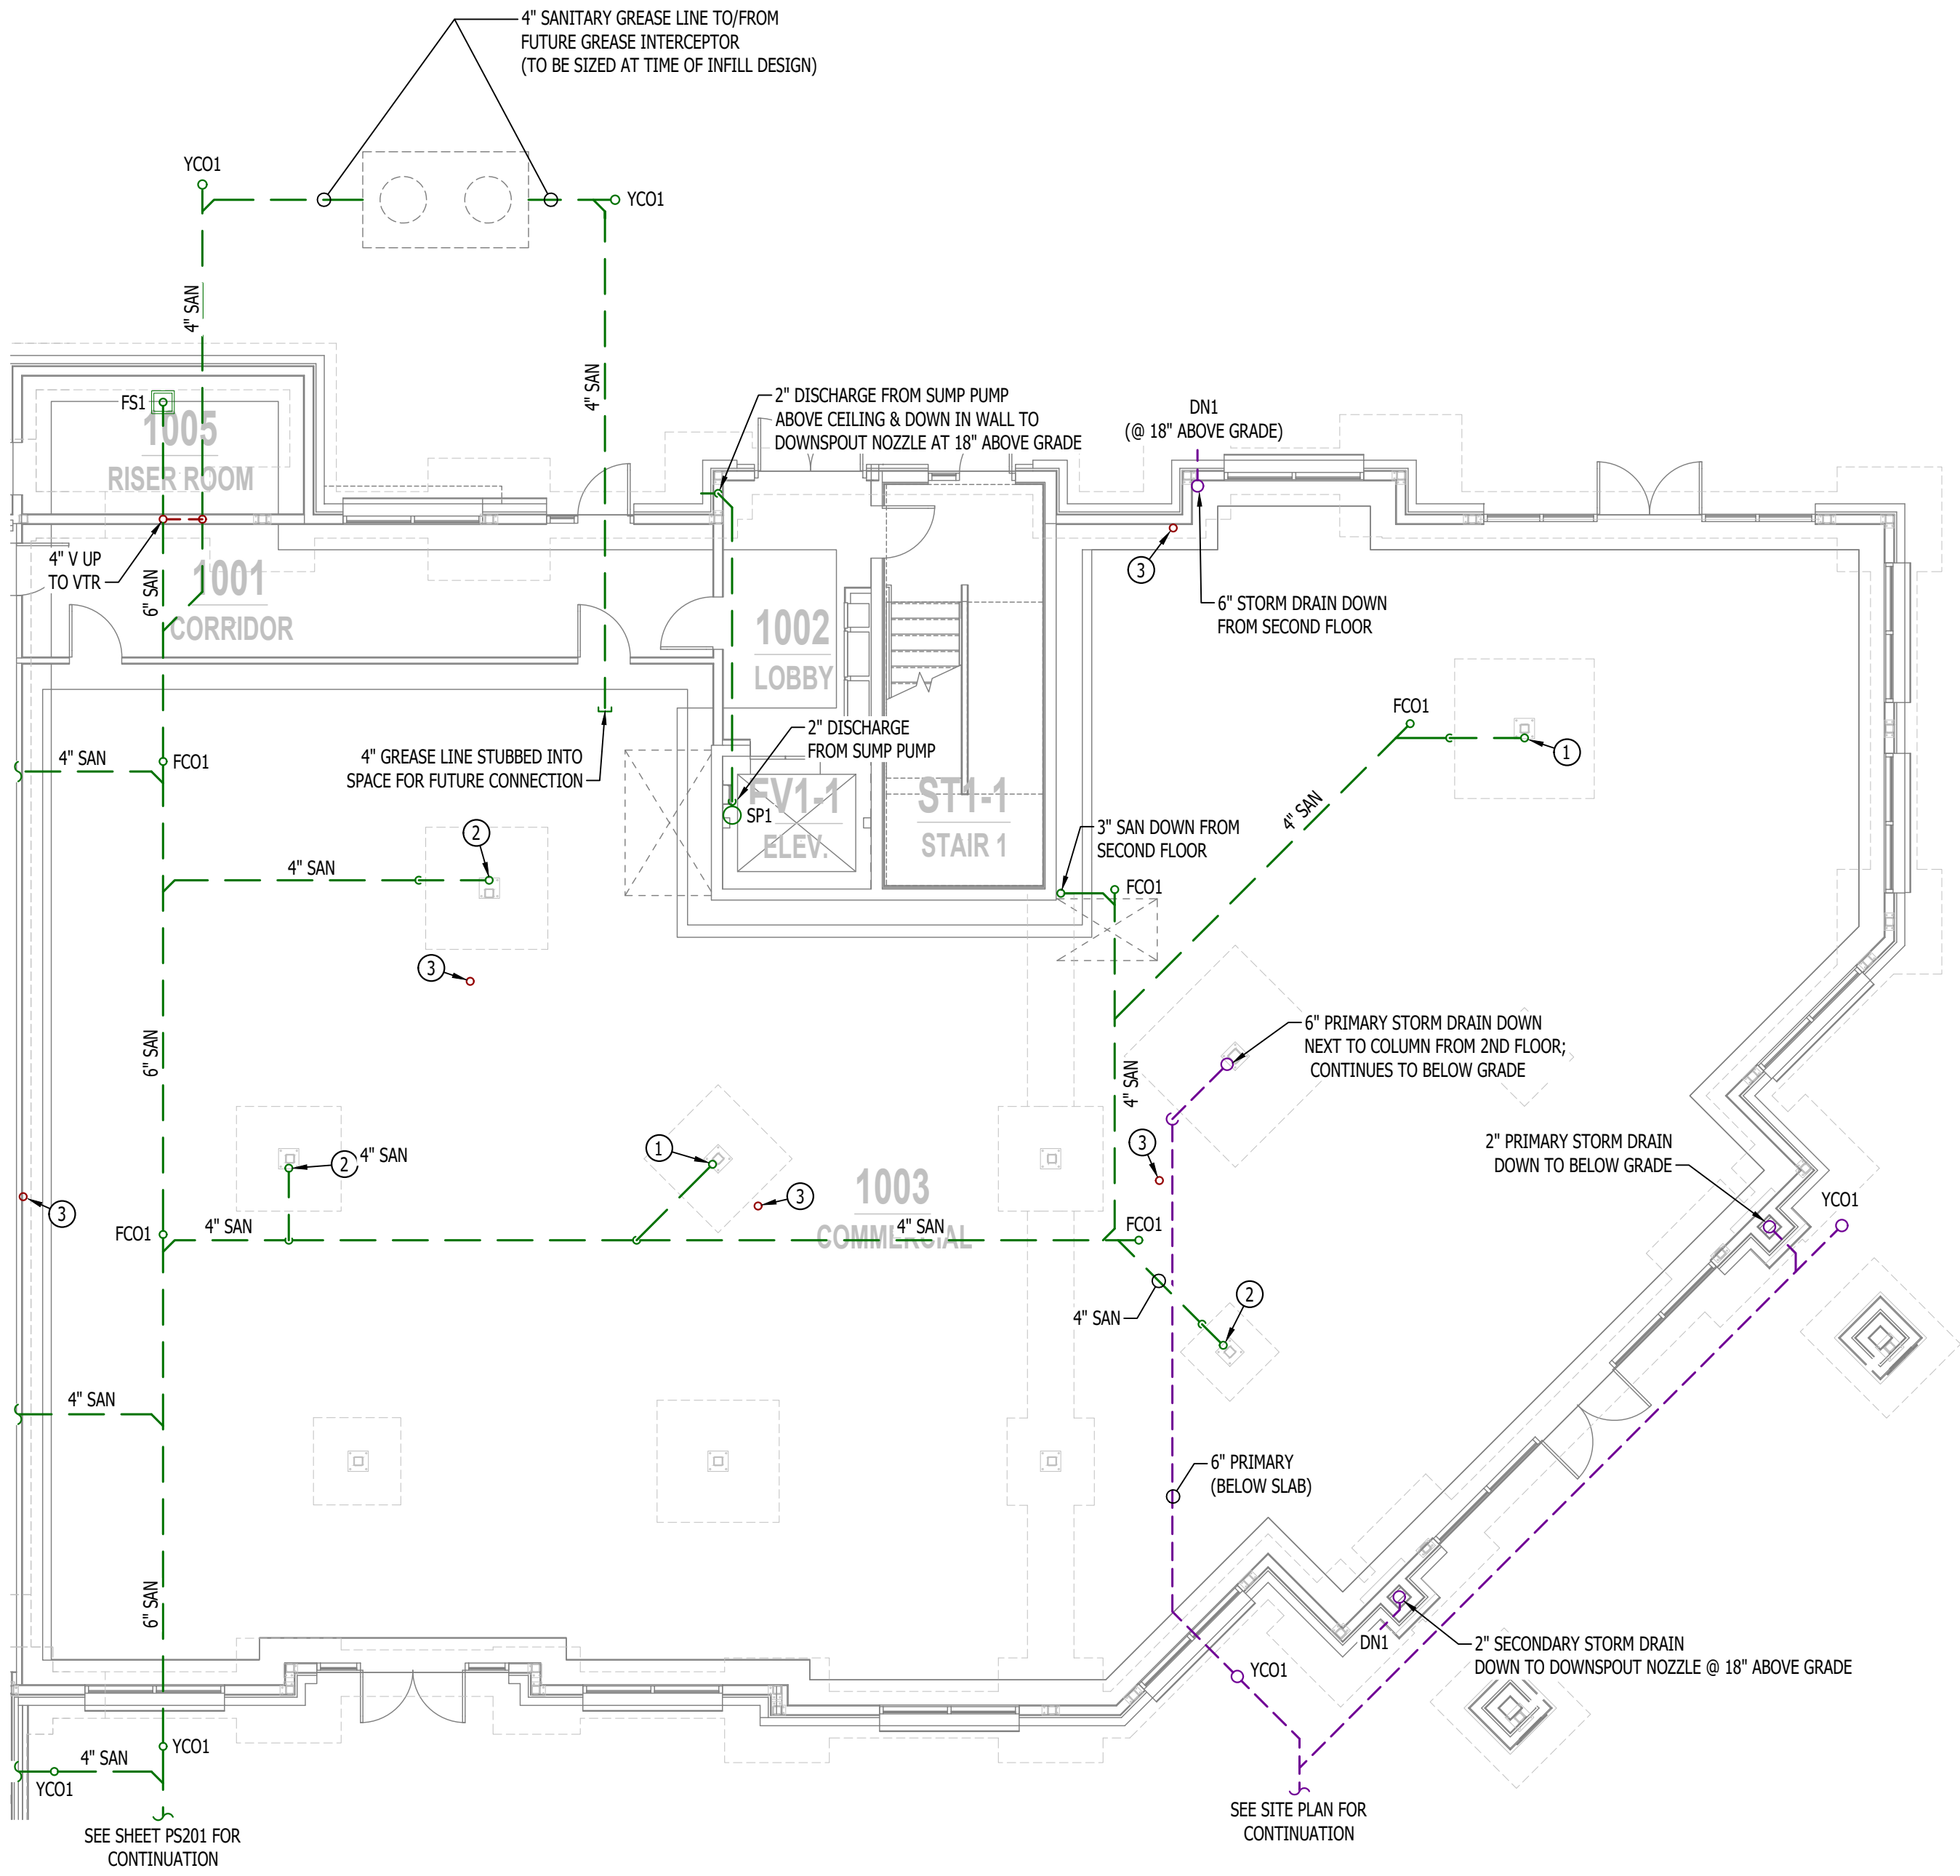 4" SANITARY GREASE LINE TO/FROM
FUTURE GREASE INTERCEPTOR
(TO BE SIZED AT TIME OF INFILL DESIGN)
YCO1
YCO1
4" SAN
4" SAN
FS1
1005
RISER ROOM
2" DISCHARGE FROM SUMP PUMP
ABOVE CEILING & DOWN IN WALL TO
DOWNSPOUT NOZZLE AT 18" ABOVE GRADE
DN1
(@ 18" ABOVE GRADE)
4" V UP
TO VTR
6" SAN
1001
CORRIDOR
3
6" STORM DRAIN DOWN
FROM SECOND FLOOR
1002
LOBBY
FCO1
1
4" SAN
FCO1
4" GREASE LINE STUBBED INTO
SPACE FOR FUTURE CONNECTION
2" DISCHARGE
FROM SUMP PUMP
SP1
EV1-1
ELEV.
ST1-1
STAIR 1
4" SAN
3" SAN DOWN FROM
SECOND FLOOR
2
4" SAN
FCO1
3
6" SAN
6" PRIMARY STORM DRAIN DOWN
NEXT TO COLUMN FROM 2ND FLOOR;
CONTINUES TO BELOW GRADE
4" SAN
2
4" SAN
1
3
3
2" PRIMARY STORM DRAIN
DOWN TO BELOW GRADE
YCO1
3
1003
COMMERCIAL
FCO1
4" SAN
4" SAN
FCO1
4" SAN
2
4" SAN
6" PRIMARY
(BELOW SLAB)
6" SAN
DN1
2" SECONDARY STORM DRAIN
DOWN TO DOWNSPOUT NOZZLE @ 18" ABOVE GRADE
YCO1
YCO1
4" SAN
YCO1
SEE SHEET PS201 FOR
CONTINUATION
SEE SITE PLAN FOR
CONTINUATION